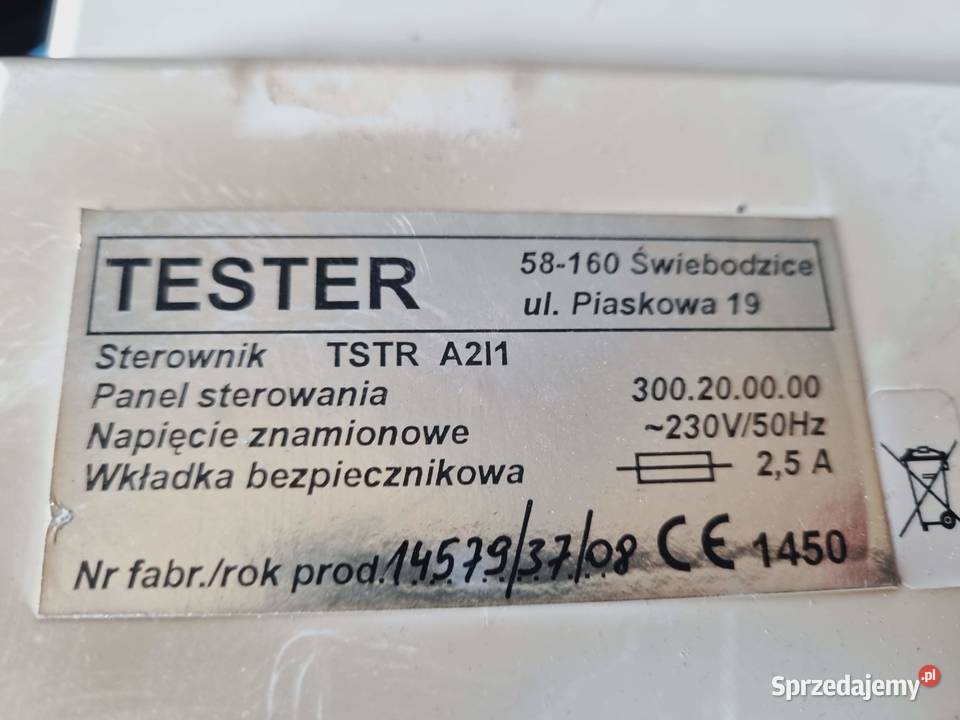 TESTER
58-160 Świebodzice
ul. Piaskowa 19
Sterownik TSTR A2I1
Panel sterowania 300.20.00.00
Napięcie znamionowe ~230V/50Hz
Wkładka bezpiecznikowa 2,5 A
Nr fabr./rok prod. 14579/37/08 CE 1450
Sprzedajemy.pl